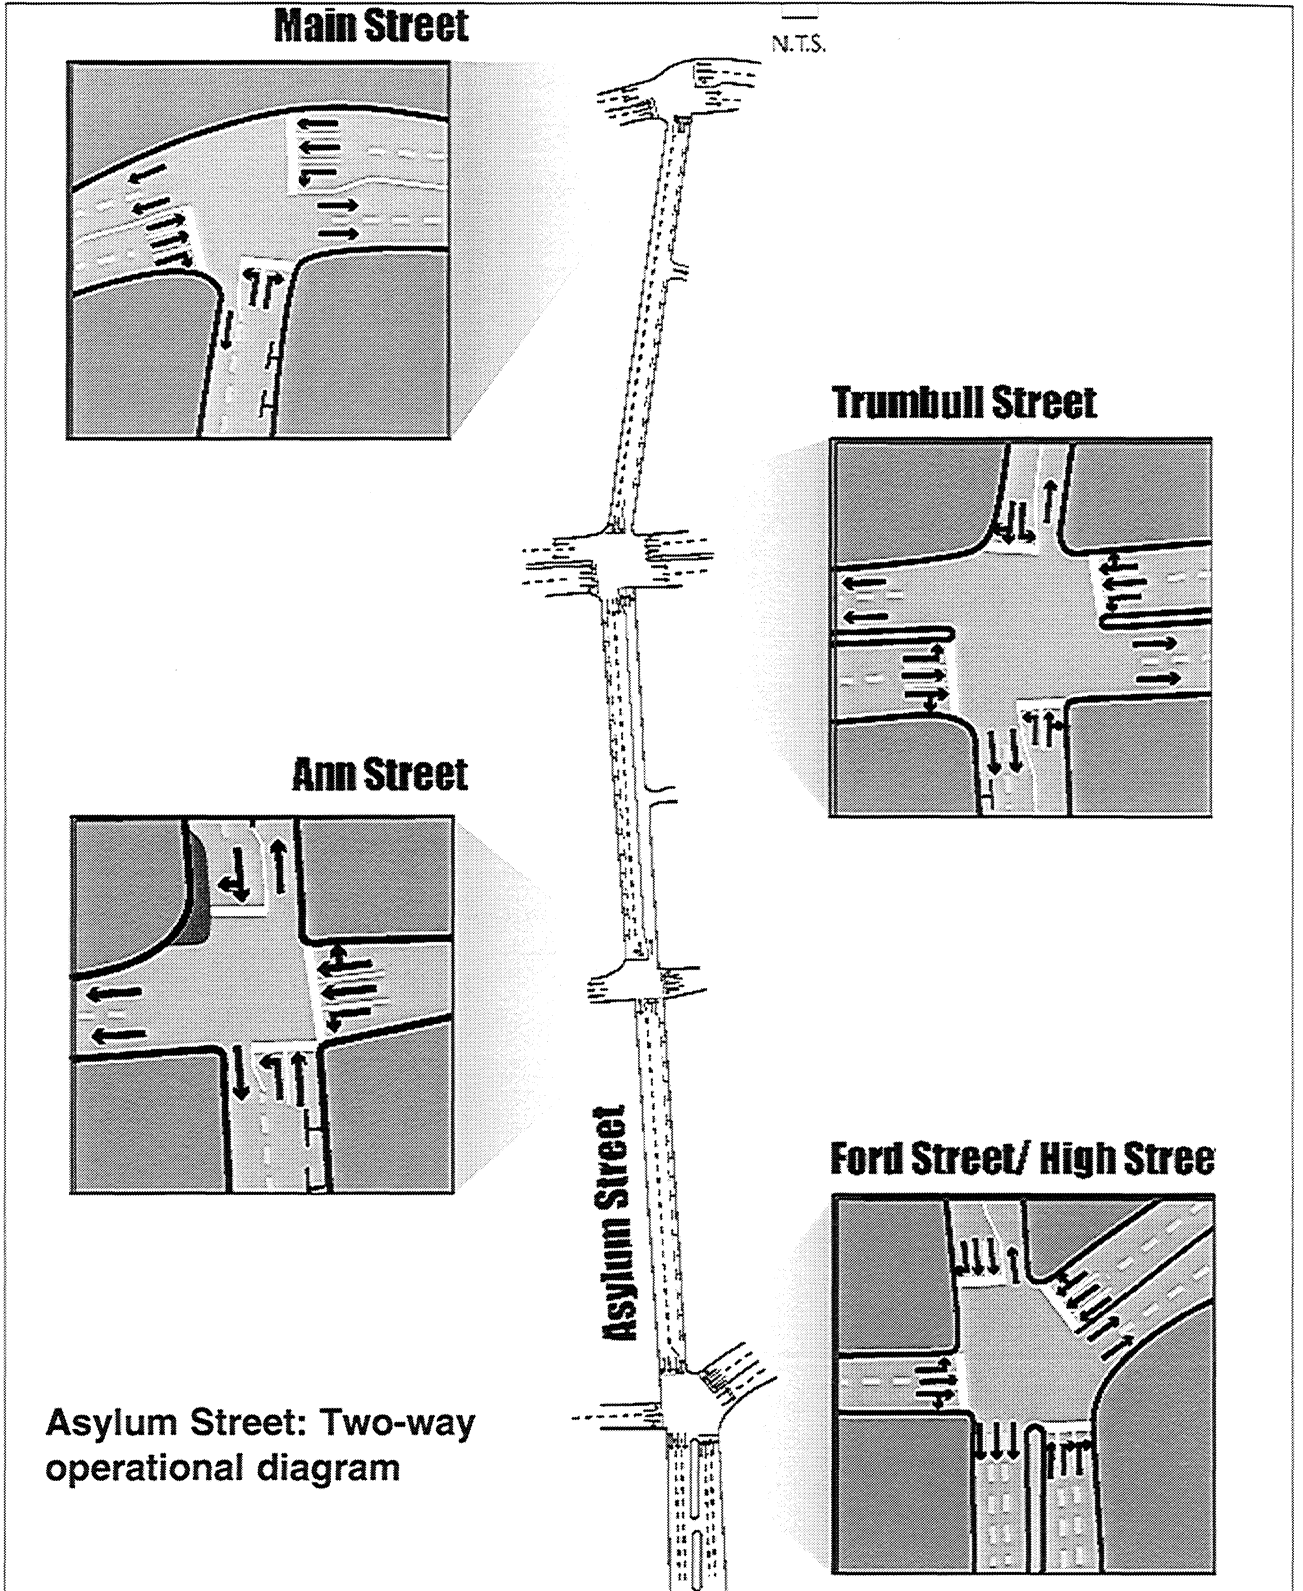 Main Street
N.T.S.
Trumbull Street
Ann Street
Asylum Street
Ford Street/ High Stree
Asylum Street: Two-way
operational diagram